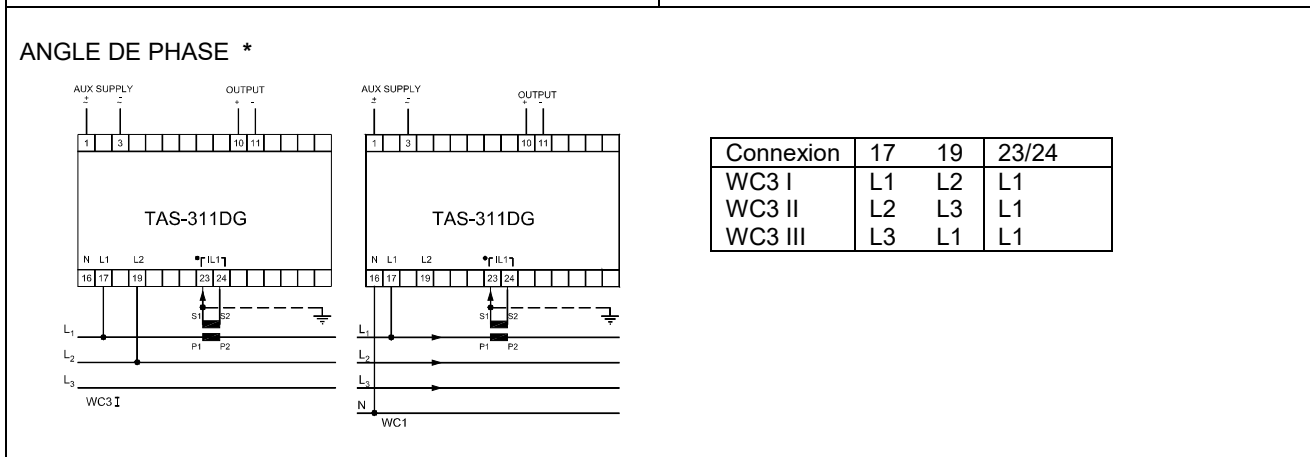 ANGLE DE PHASE *
AUX SUPPLY
± ~
- ~
OUTPUT
+ -
1 3 10 11
TAS-311DG
N L1 L2 IL1
16 17 19 23 24
S1 S2
L1
P1 P2
L2
L3
WC3 I
AUX SUPPLY
± ~
- ~
OUTPUT
+ -
1 3 10 11
TAS-311DG
N L1 L2 IL1
16 17 19 23 24
S1 S2
L1
P1 P2
L2
L3
N
WC1
Connexion 17 19 23/24
WC3 I L1 L2 L1
WC3 II L2 L3 L1
WC3 III L3 L1 L1